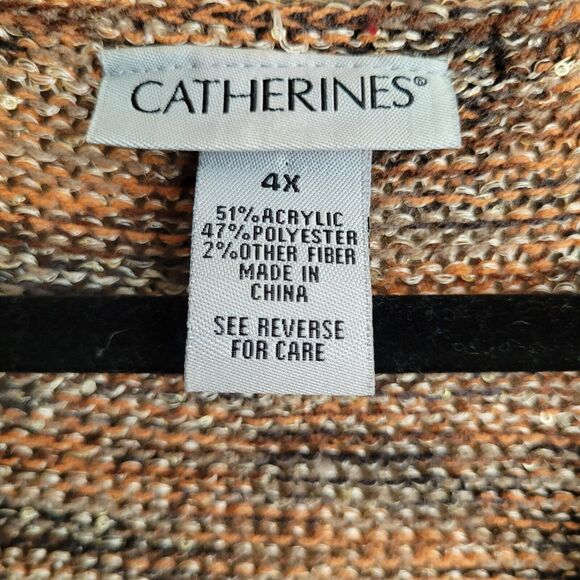 CATHERINES®
4X
51%ACRYLIC
47%POLYESTER
2%OTHER FIBER
MADE IN
CHINA
SEE REVERSE
FOR CARE